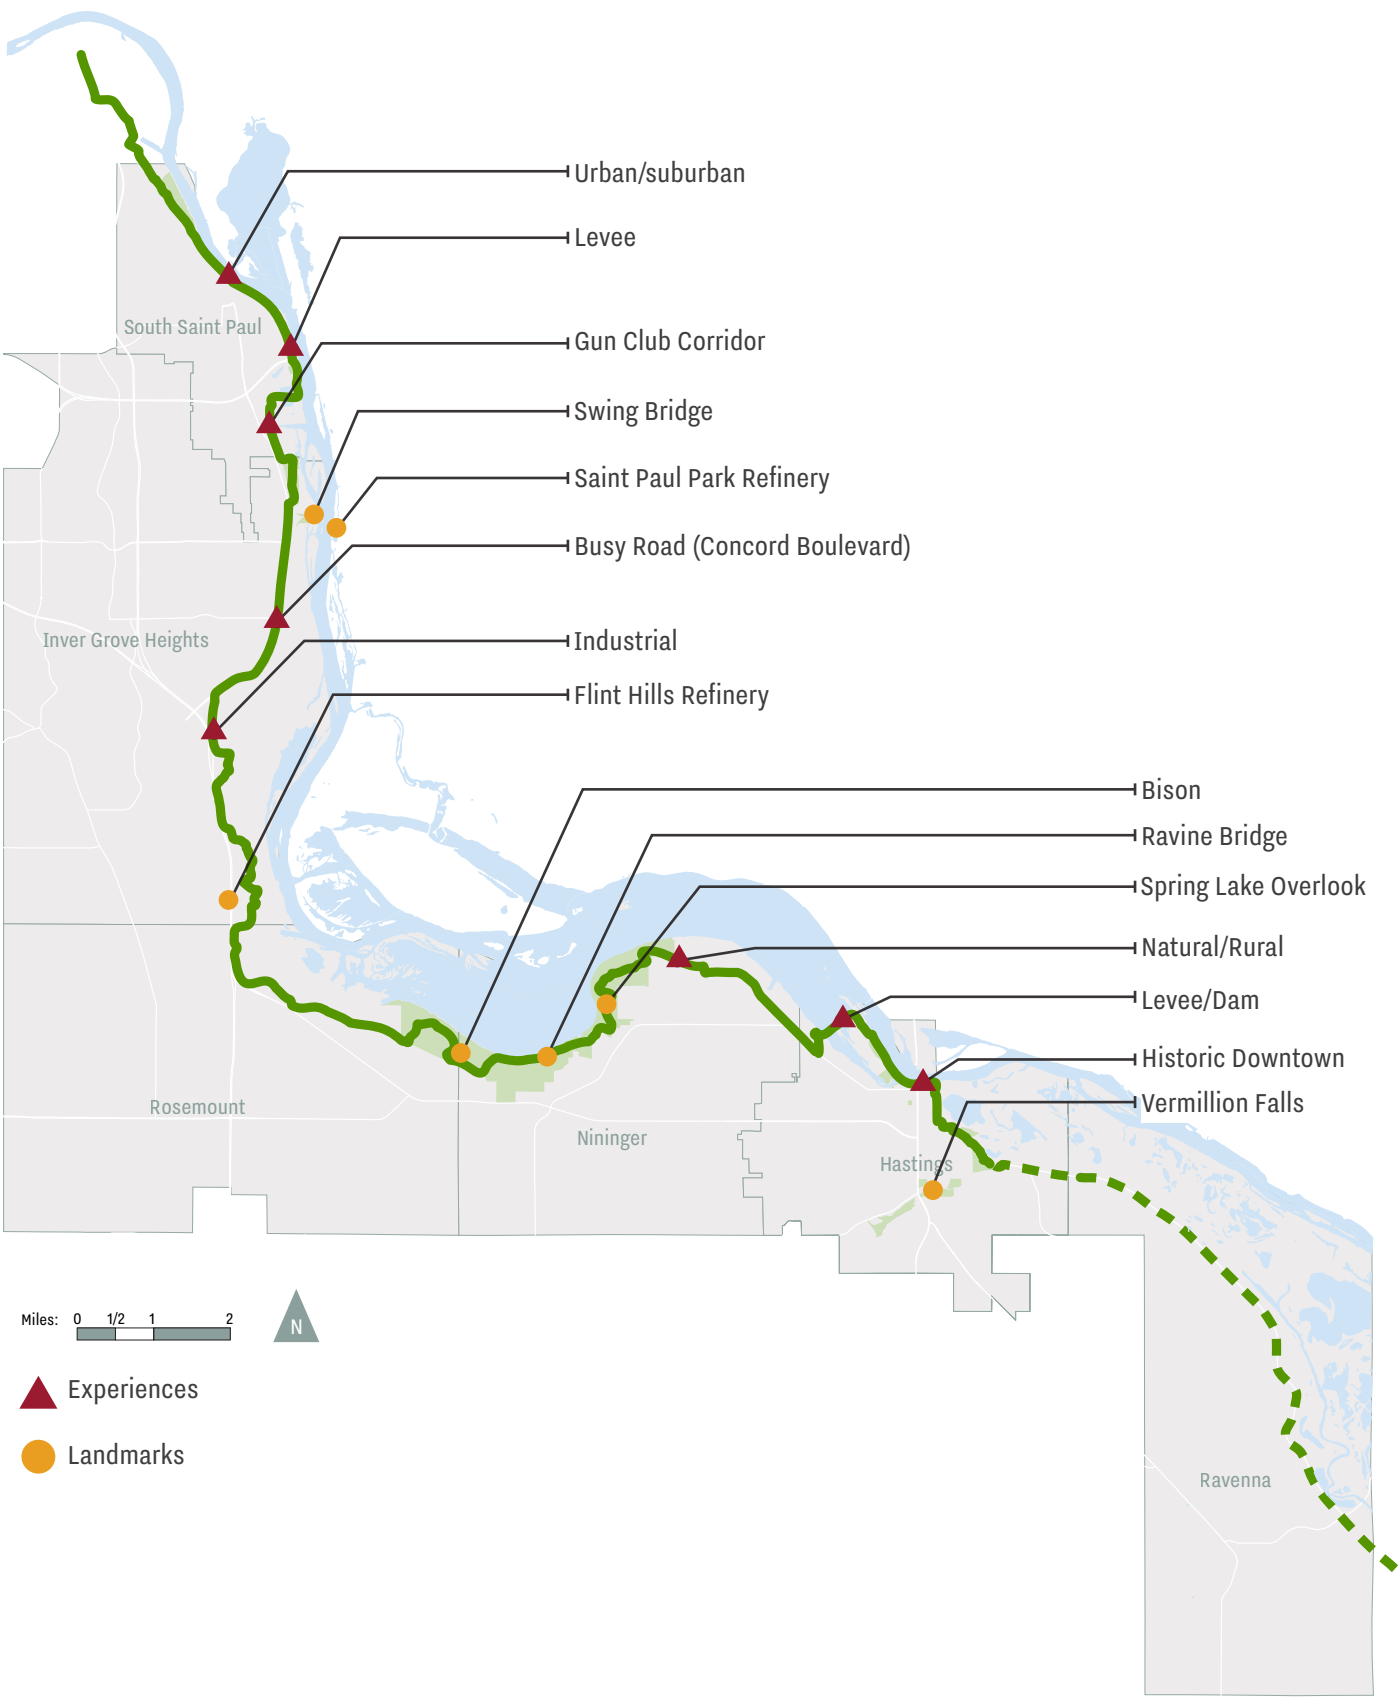 Urban/suburban
Levee
South Saint Paul
Gun Club Corridor
Swing Bridge
Saint Paul Park Refinery
Busy Road (Concord Boulevard)
Inver Grove Heights
Industrial
Flint Hills Refinery
Bison
Ravine Bridge
Spring Lake Overlook
Natural/Rural
Levee/Dam
Historic Downtown
Vermillion Falls
Rosemount
Nininger
Hastings
Miles: 0 1/2 1 2
N
Experiences
Landmarks
Ravenna